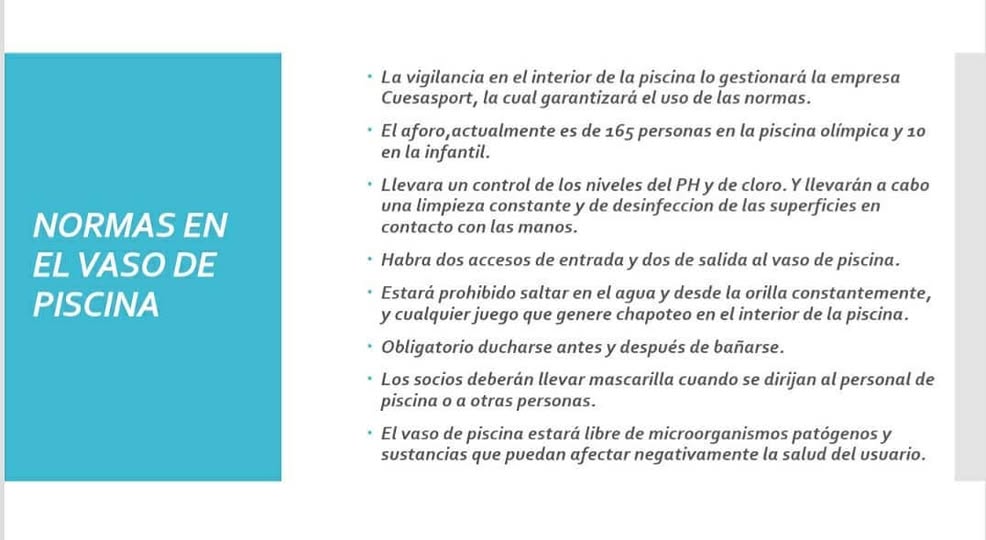 NORMAS EN
EL VASO DE
PISCINA
La vigilancia en el interior de la piscina lo gestionará la empresa
Cuesasport, la cual garantizará el uso de las normas.
El aforo,actualmente es de 165 personas en la piscina olímpica y 10
en la infantil.
Llevara un control de los niveles del PH y de cloro. Y llevarán a cabo
una limpieza constante y de desinfeccion de las superficies en
contacto con las manos.
Habra dos accesos de entrada y dos de salida al vaso de piscina.
Estará prohibido saltar en el agua y desde la orilla constantemente,
y cualquier juego que genere chapoteo en el interior de la piscina.
Obligatorio ducharse antes y después de bañarse.
Los socios deberán llevar mascarilla cuando se dirijan al personal de
piscina o a otras personas.
El vaso de piscina estará libre de microorganismos patógenos y
sustancias que puedan afectar negativamente la salud del usuario.